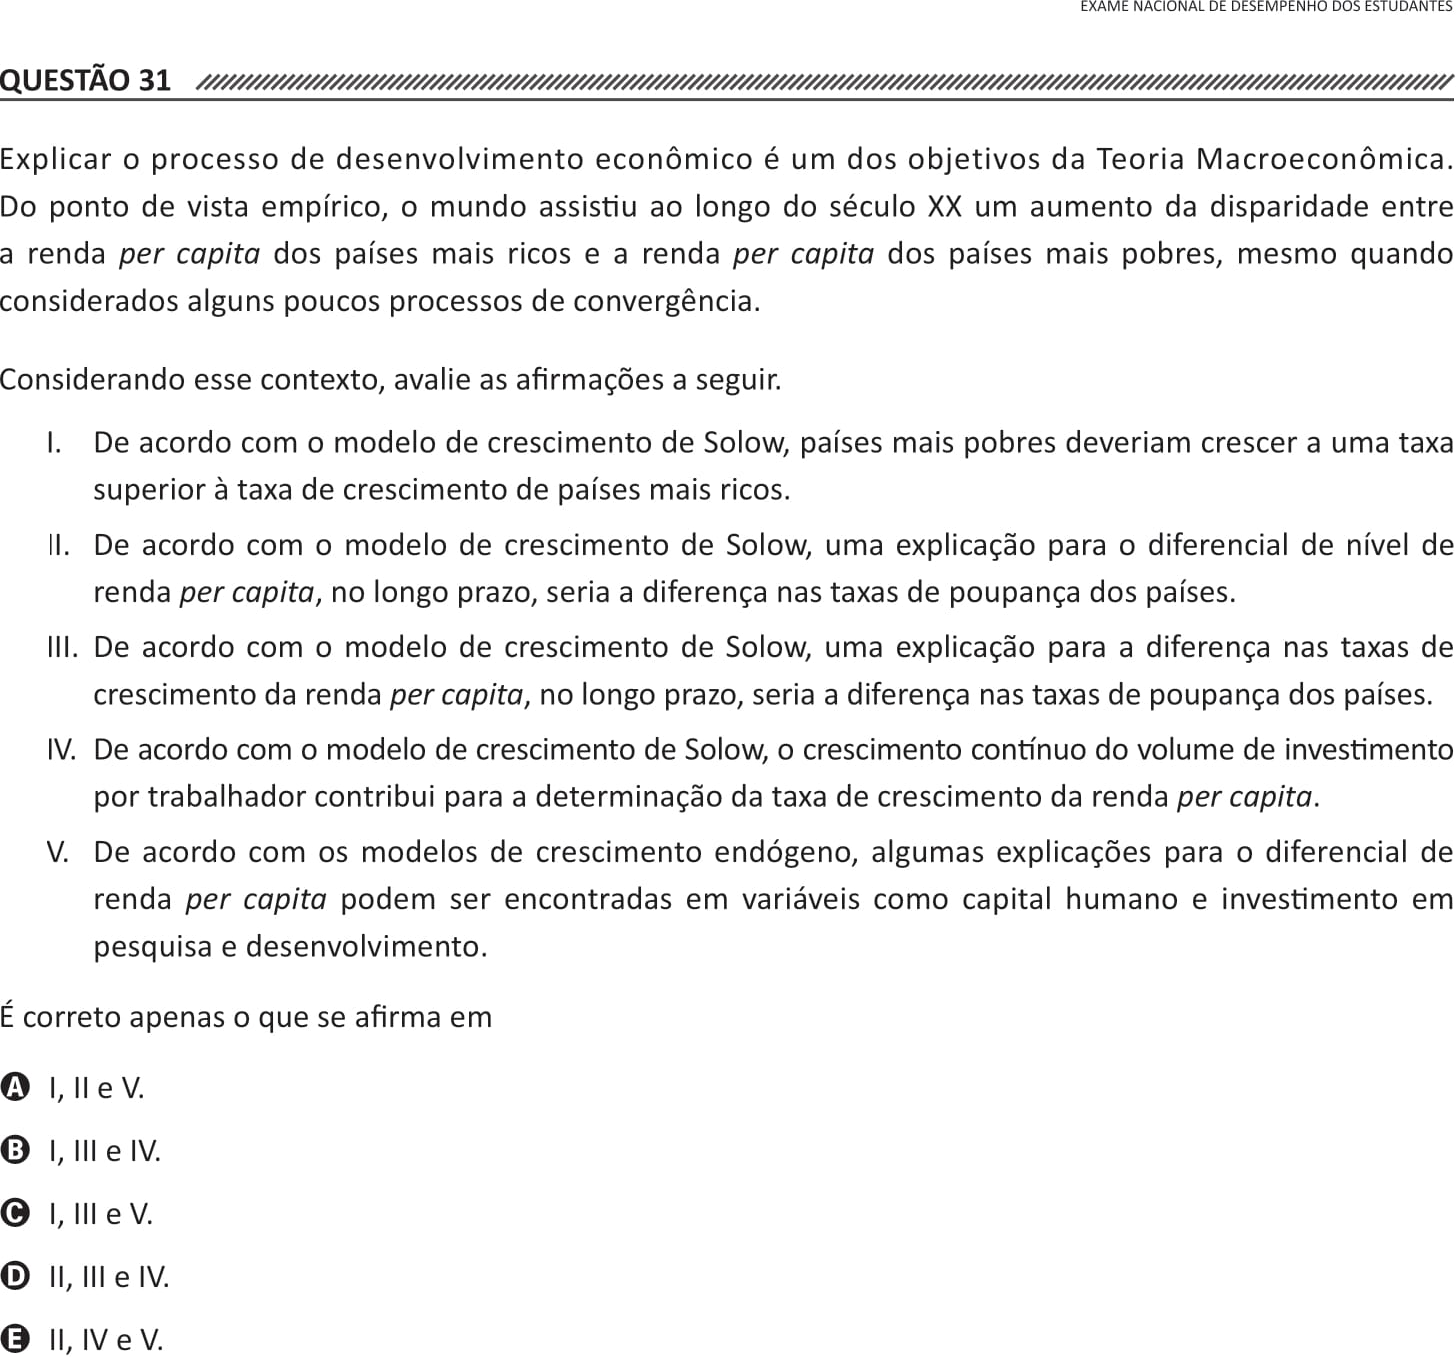 EXAME NACIONAL DE DESEMPENHO DOS ESTUDANTES
QUESTÃO 31
Explicar o processo de desenvolvimento econômico é um dos objetivos da Teoria Macroeconômica.
Do ponto de vista empírico, o mundo assistiu ao longo do século XX um aumento da disparidade entre
a renda per capita dos países mais ricos e a renda per capita dos países mais pobres, mesmo quando
considerados alguns poucos processos de convergência.
Considerando esse contexto, avalie as afirmações a seguir.
I. De acordo com o modelo de crescimento de Solow, países mais pobres deveriam crescer a uma taxa
superior à taxa de crescimento de países mais ricos.
II. De acordo com o modelo de crescimento de Solow, uma explicação para o diferencial de nível de
renda per capita, no longo prazo, seria a diferença nas taxas de poupança dos países.
III. De acordo com o modelo de crescimento de Solow, uma explicação para a diferença nas taxas de
crescimento da renda per capita, no longo prazo, seria a diferença nas taxas de poupança dos países.
IV. De acordo com o modelo de crescimento de Solow, o crescimento contínuo do volume de investimento
por trabalhador contribui para a determinação da taxa de crescimento da renda per capita.
V. De acordo com os modelos de crescimento endógeno, algumas explicações para o diferencial de
renda per capita podem ser encontradas em variáveis como capital humano e investimento em
pesquisa e desenvolvimento.
É correto apenas o que se afirma em
A I, II e V.
B I, III e IV.
C I, III e V.
D II, III e IV.
E II, IV e V.